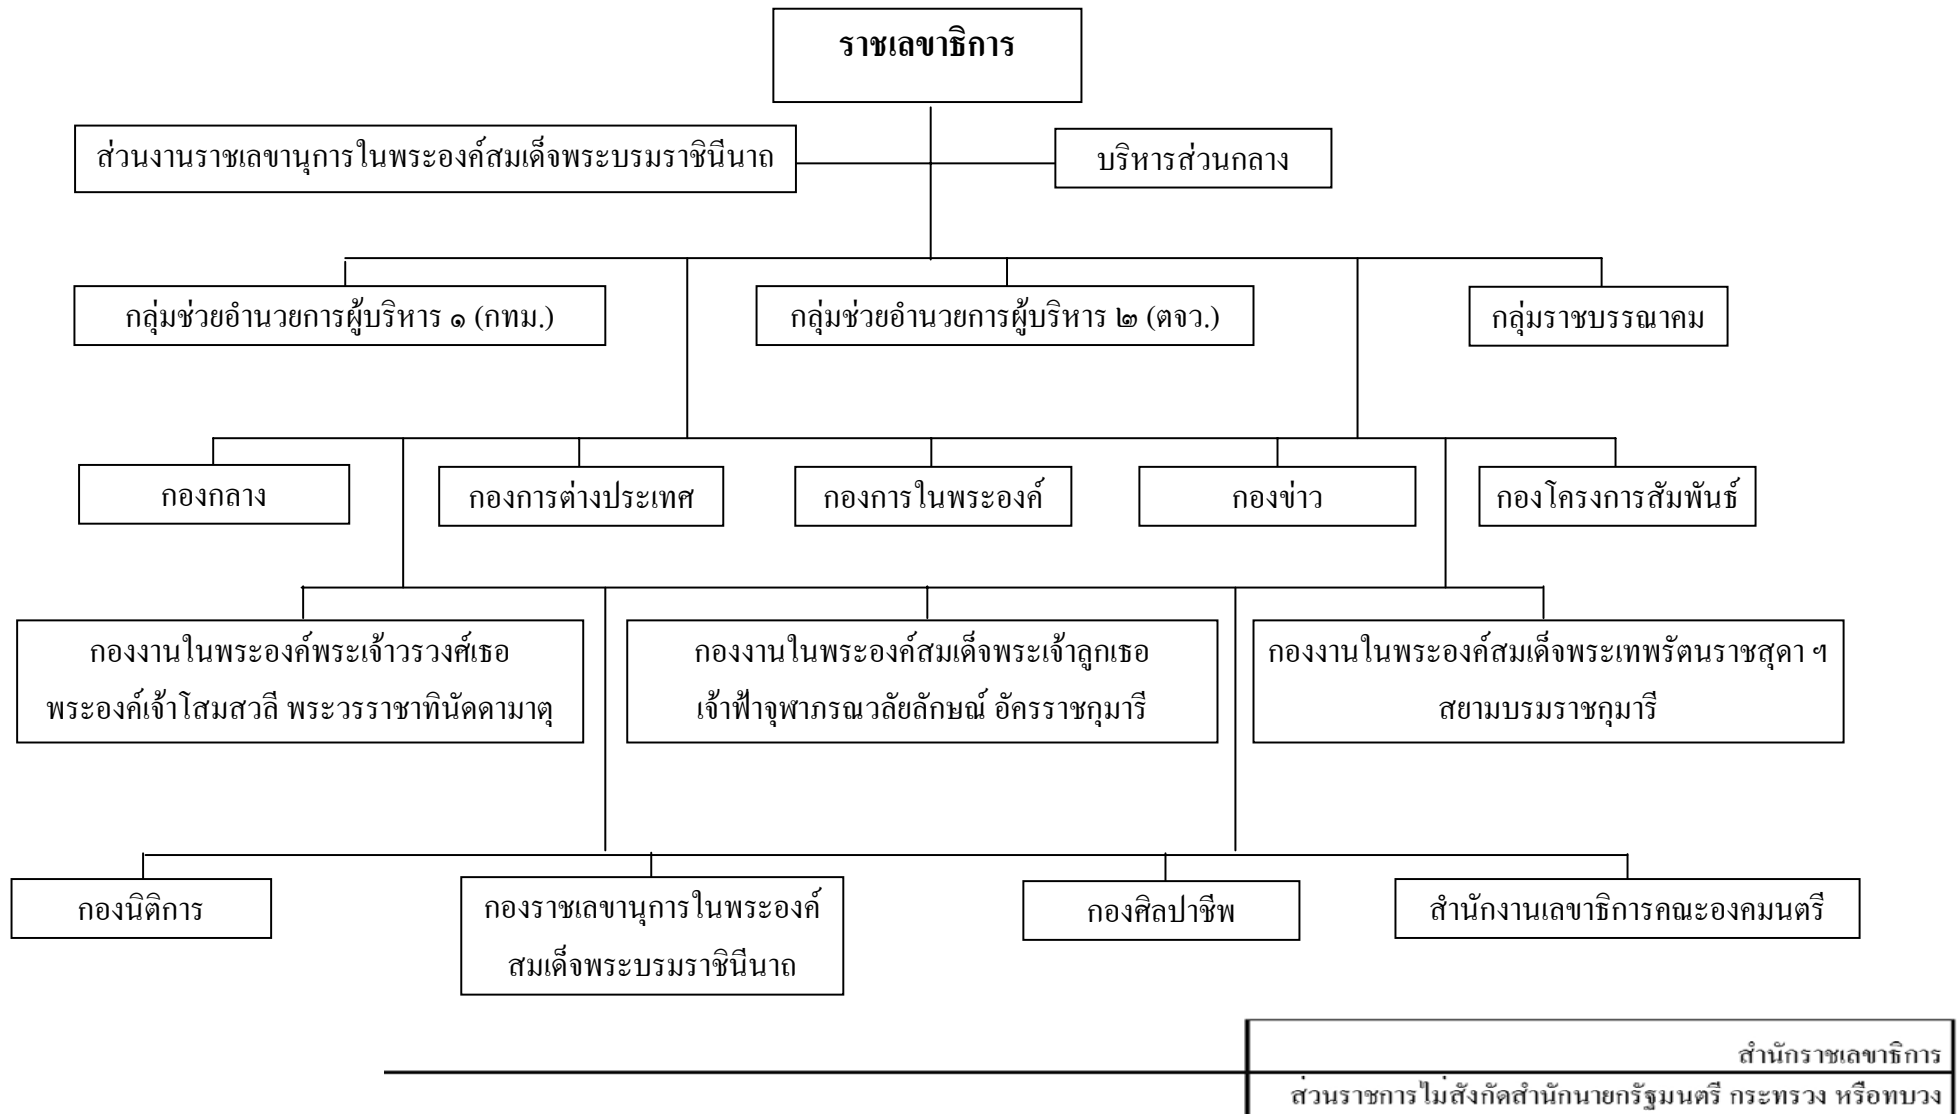 ราชเลขาธิการ
ส่วนงานราชเลขานุการในพระองค์สมเด็จพระบรมราชินีนาถ
บริหารส่วนกลาง
กลุ่มช่วยอำนวยการผู้บริหาร ๑ (กทม.)
กลุ่มช่วยอำนวยการผู้บริหาร ๒ (ตจว.)
กลุ่มราชบรรณาคม
กองกลาง
กองการต่างประเทศ
กองการในพระองค์
กองข่าว
กองโครงการสัมพันธ์
กองงานในพระองค์พระเจ้าวรวงศ์เธอ
พระองค์เจ้าโสมสวลี พระวรราชาทินัดดามาตุ
กองงานในพระองค์สมเด็จพระเจ้าลูกเธอ
เจ้าฟ้าจุฬาภรณวลัยลักษณ์ อัครราชกุมารี
กองงานในพระองค์สมเด็จพระเทพรัตนราชสุดา ฯ
สยามบรมราชกุมารี
กองนิติการ
กองราชเลขานุการในพระองค์
สมเด็จพระบรมราชินีนาถ
กองศิลปาชีพ
สำนักงานเลขาธิการคณะองคมนตรี
สำนักราชเลขาธิการ
ส่วนราชการไม่สังกัดสำนักนายกรัฐมนตรี กระทรวง หรือทบวง